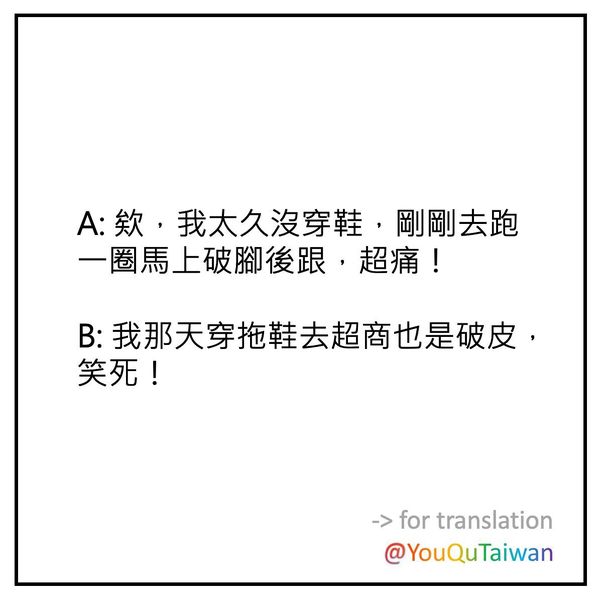 A: 欸，我太久沒穿鞋，剛剛去跑
一圈馬上破腳後跟，超痛！
B: 我那天穿拖鞋去超商也是破皮，
笑死！
-> for translation
@YouQuTaiwan